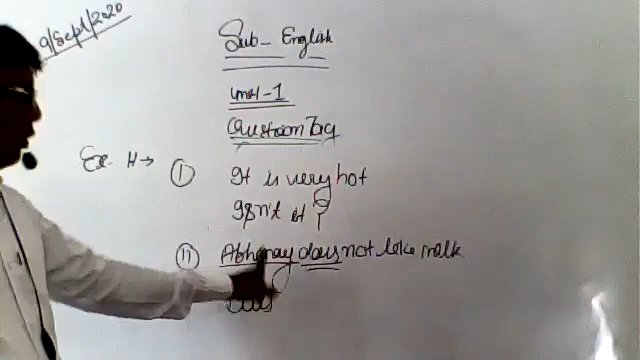 9/Sept/2020
Sub- English
Unit-1
Question Tag
Ex. H→ (I) It is very hot
Isn't it ?
(II) Abhinay does not like milk